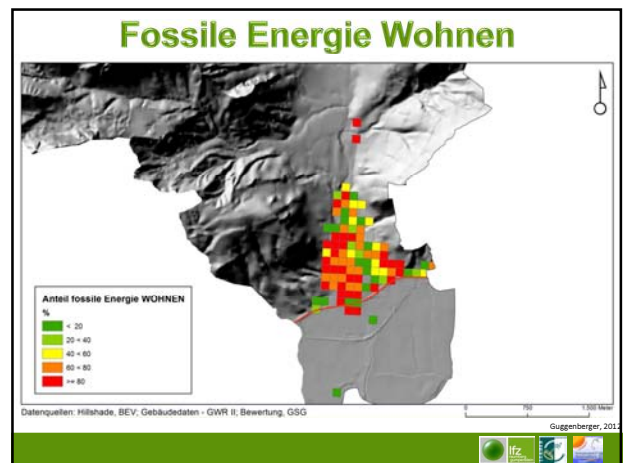 Fossile Energie Wohnen
Anteil fossile Energie WOHNEN
%
< 20
20 < 40
40 < 60
60 < 80
>= 80
Datenquellen: Hillshade, BEV; Gebäudedaten - GWR II; Bewertung, GSG
0 750 1.500 Meter
Guggenberger, 2012
lfz